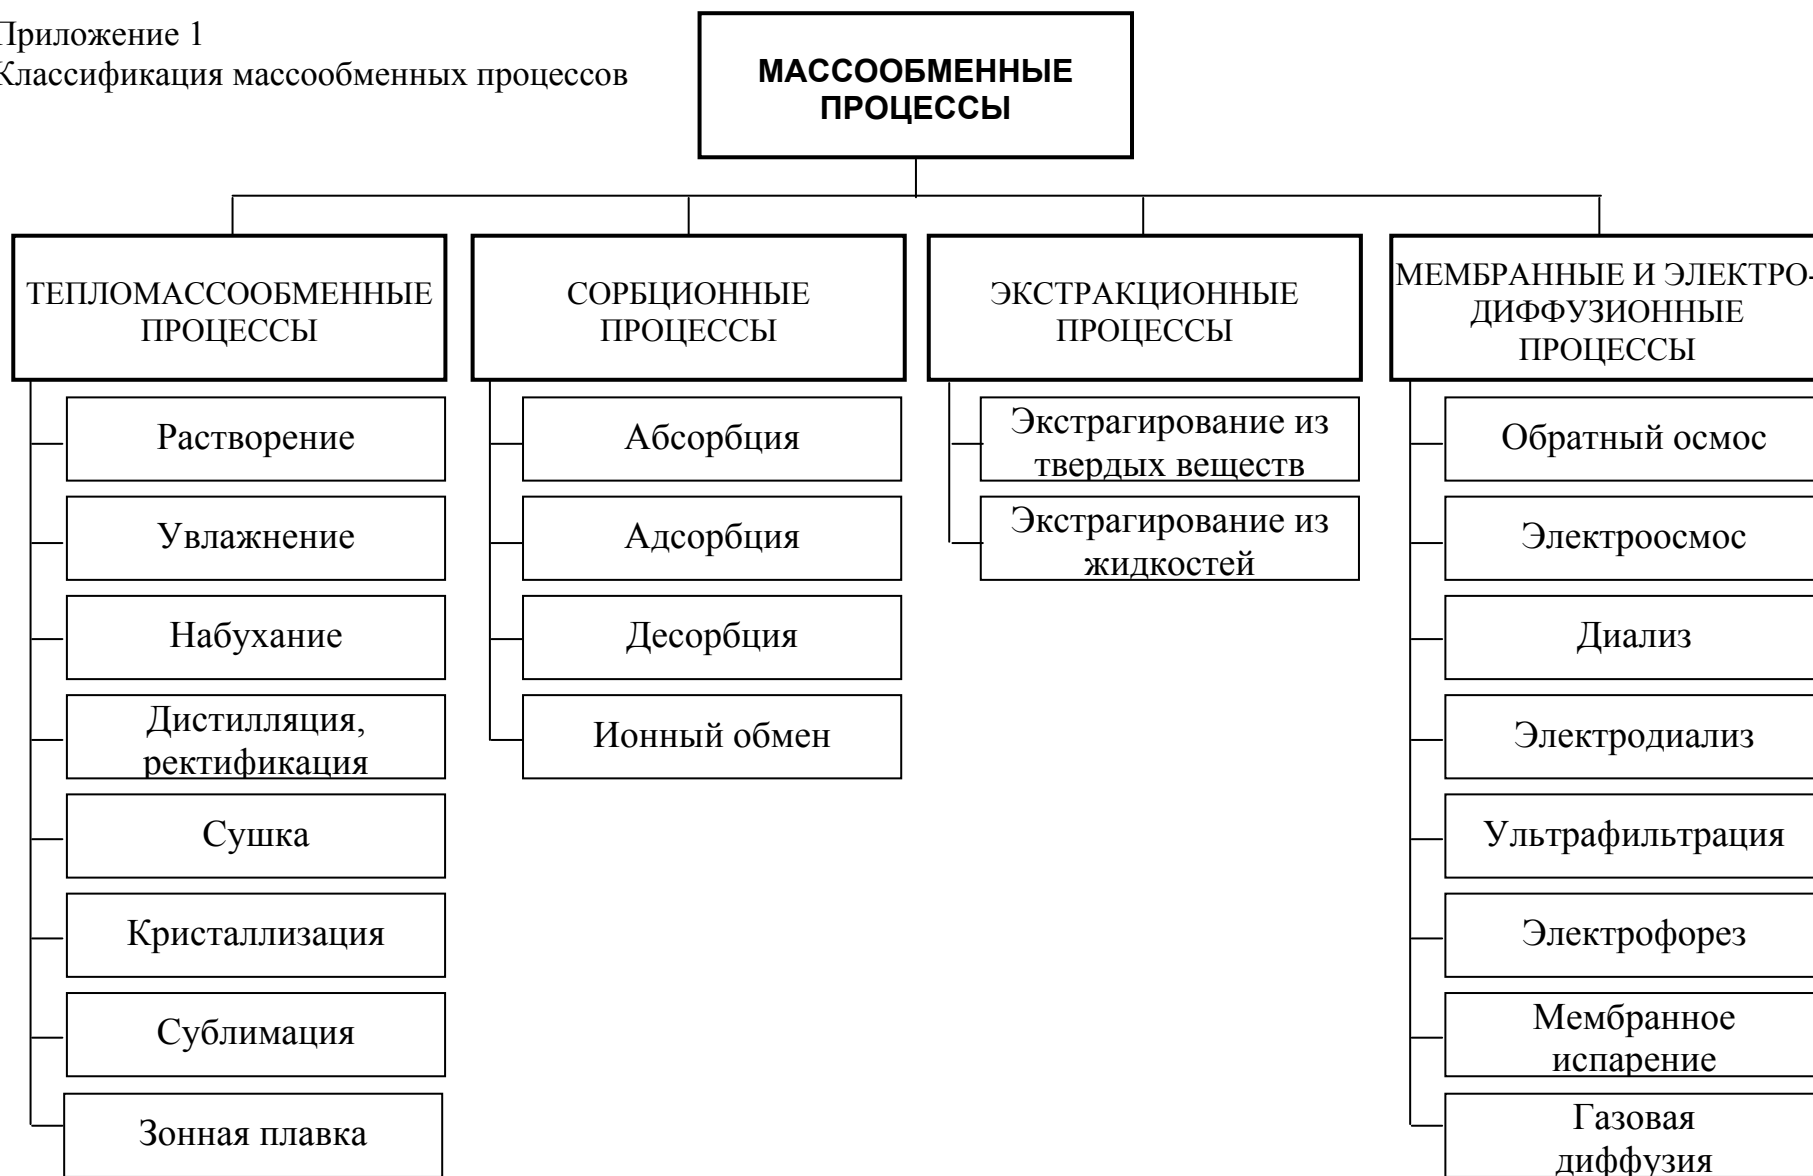 Приложение 1
Классификация массообменных процессов
МАССООБМЕННЫЕ
ПРОЦЕССЫ
ТЕПЛОМАССООБМЕННЫЕ
ПРОЦЕССЫ
Растворение
Увлажнение
Набухание
Дистилляция,
ректификация
Сушка
Кристаллизация
Сублимация
Зонная плавка
СОРБЦИОННЫЕ
ПРОЦЕССЫ
Абсорбция
Адсорбция
Десорбция
Ионный обмен
ЭКСТРАКЦИОННЫЕ
ПРОЦЕССЫ
Экстрагирование из
твердых веществ
Экстрагирование из
жидкостей
МЕМБРАННЫЕ И ЭЛЕКТРО-
ДИФФУЗИОННЫЕ
ПРОЦЕССЫ
Обратный осмос
Электроосмос
Диализ
Электродиализ
Ультрафильтрация
Электрофорез
Мембранное
испарение
Газовая
диффузия